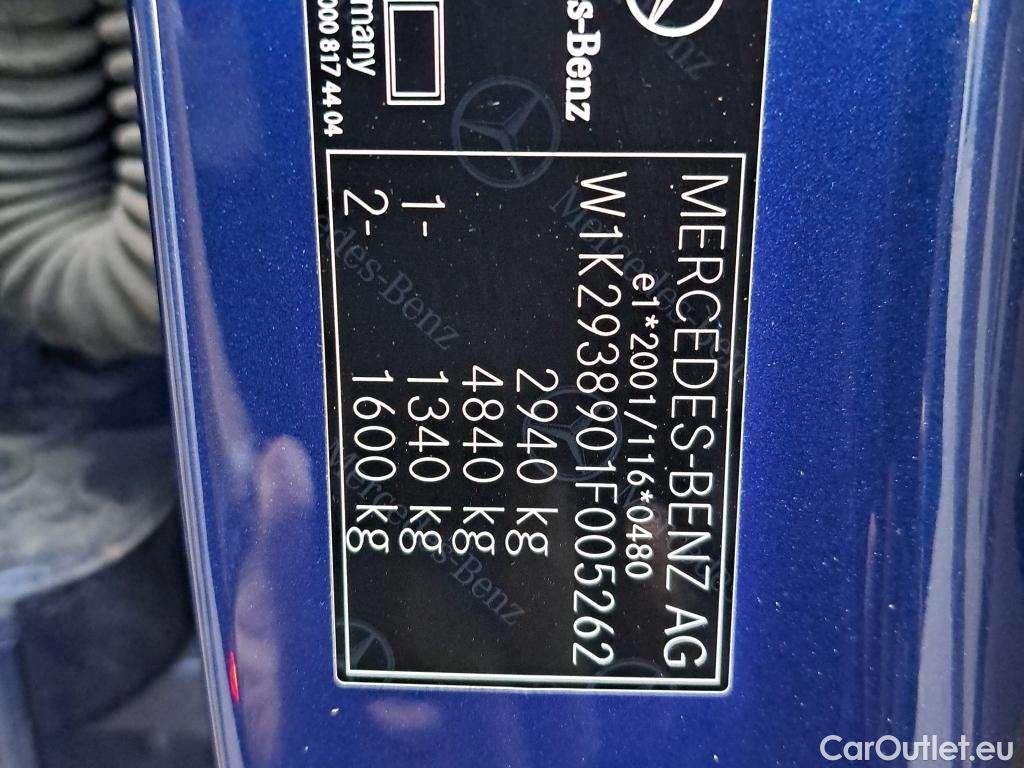 s-Benz
many
000 817 44 04
MERCEDES-BENZ AG
e1*2001/116*0480
W1K2938901F005262
2940 kg
4840 kg
1- 1340 kg
2- 1600 kg
CarOutlet.eu